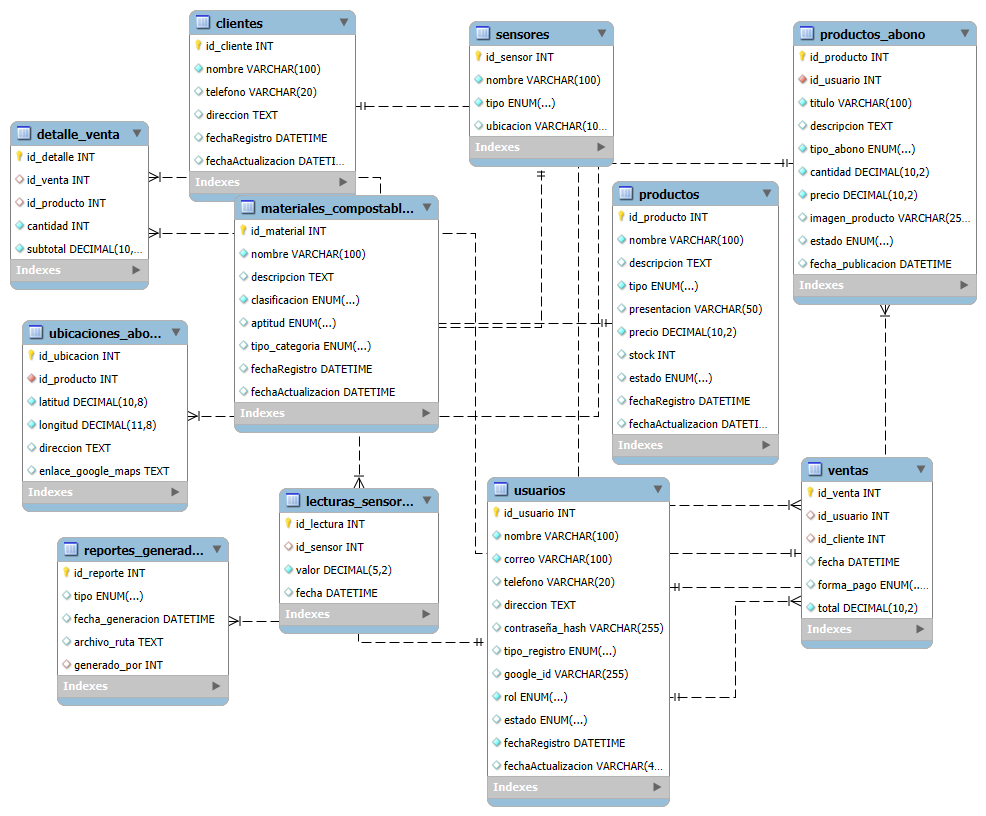 clientes
id_cliente INT
nombre VARCHAR(100)
telefono VARCHAR(20)
direccion TEXT
fechaRegistro DATETIME
fechaActualizacion DATETI...
Indexes
sensores
id_sensor INT
nombre VARCHAR(100)
tipo ENUM(...)
ubicacion VARCHAR(10...
Indexes
productos_abono
id_producto INT
id_usuario INT
titulo VARCHAR(100)
descripcion TEXT
tipo_abono ENUM(...)
cantidad DECIMAL(10,2)
precio DECIMAL(10,2)
imagen_producto VARCHAR(25...
estado ENUM(...)
fecha_publicacion DATETIME
Indexes
detalle_venta
id_detalle INT
id_venta INT
id_producto INT
cantidad INT
subtotal DECIMAL(10,...
Indexes
materiales_compostabl...
id_material INT
nombre VARCHAR(100)
descripcion TEXT
clasificacion ENUM(...)
aptitud ENUM(...)
tipo_categoria ENUM(...)
fechaRegistro DATETIME
fechaActualizacion DATETIME
Indexes
productos
id_producto INT
nombre VARCHAR(100)
descripcion TEXT
tipo ENUM(...)
presentacion VARCHAR(50)
precio DECIMAL(10,2)
stock INT
estado ENUM(...)
fechaRegistro DATETIME
fechaActualizacion DATETI...
Indexes
ubicaciones_abo...
id_ubicacion INT
id_producto INT
latitud DECIMAL(10,8)
longitud DECIMAL(11,8)
direccion TEXT
enlace_google_maps TEXT
Indexes
lecturas_sensor...
id_lectura INT
id_sensor INT
valor DECIMAL(5,2)
fecha DATETIME
Indexes
usuarios
id_usuario INT
nombre VARCHAR(100)
correo VARCHAR(100)
telefono VARCHAR(20)
direccion TEXT
contraseña_hash VARCHAR(255)
tipo_registro ENUM(...)
google_id VARCHAR(255)
rol ENUM(...)
estado ENUM(...)
fechaRegistro DATETIME
fechaActualizacion VARCHAR(4...
Indexes
ventas
id_venta INT
id_usuario INT
id_cliente INT
fecha DATETIME
forma_pago ENUM(....
total DECIMAL(10,2)
Indexes
reportes_generad...
id_reporte INT
tipo ENUM(...)
fecha_generacion DATETIME
archivo_ruta TEXT
generado_por INT
Indexes